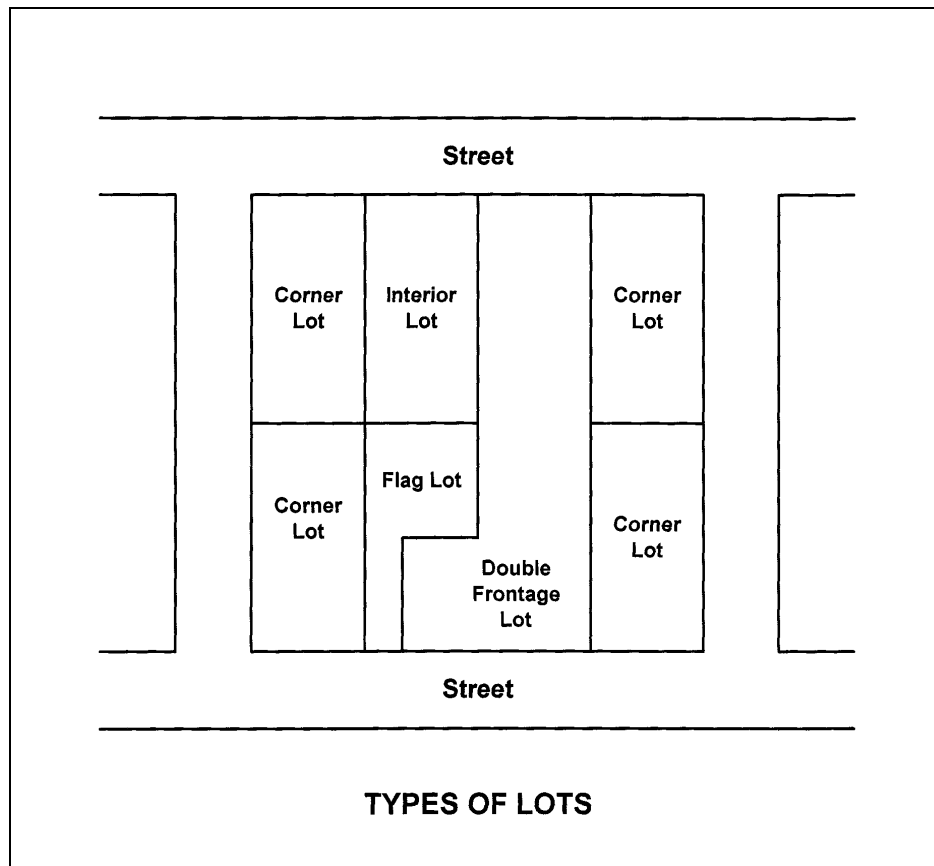 Street
Corner
Lot
Interior
Lot
Corner
Lot
Flag Lot
Corner
Lot
Corner
Lot
Double
Frontage
Lot
Street
TYPES OF LOTS